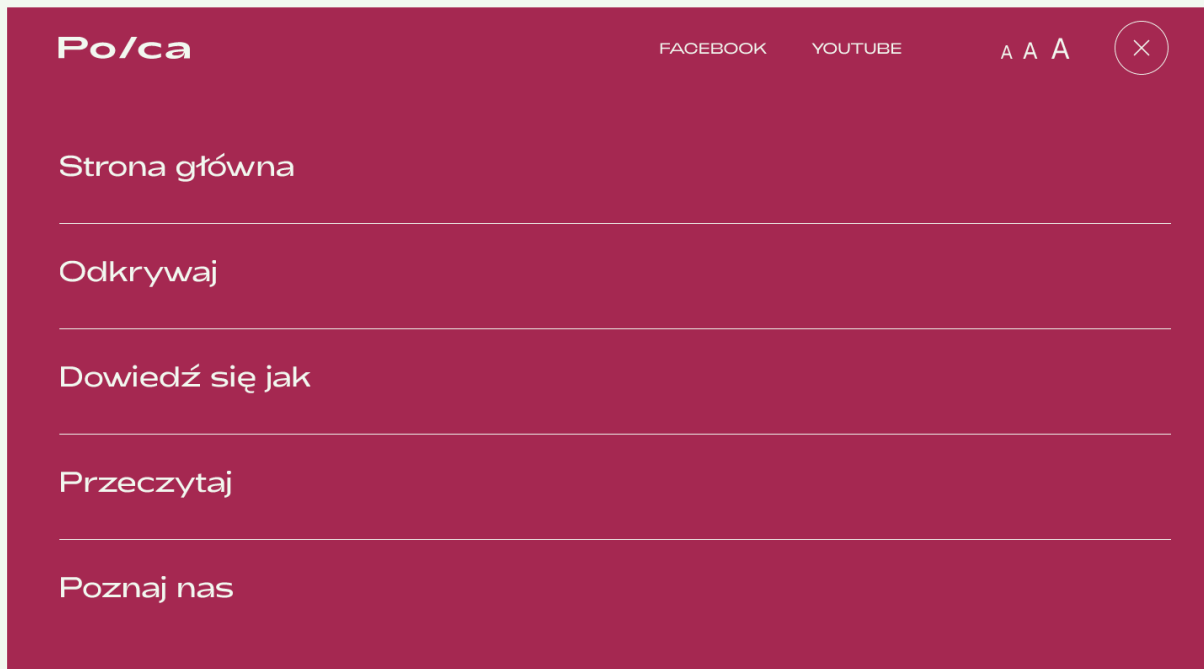 Po/ca
FACEBOOK YOUTUBE A A A
Strona główna
Odkrywaj
Dowiedź się jak
Przeczytaj
Poznaj nas